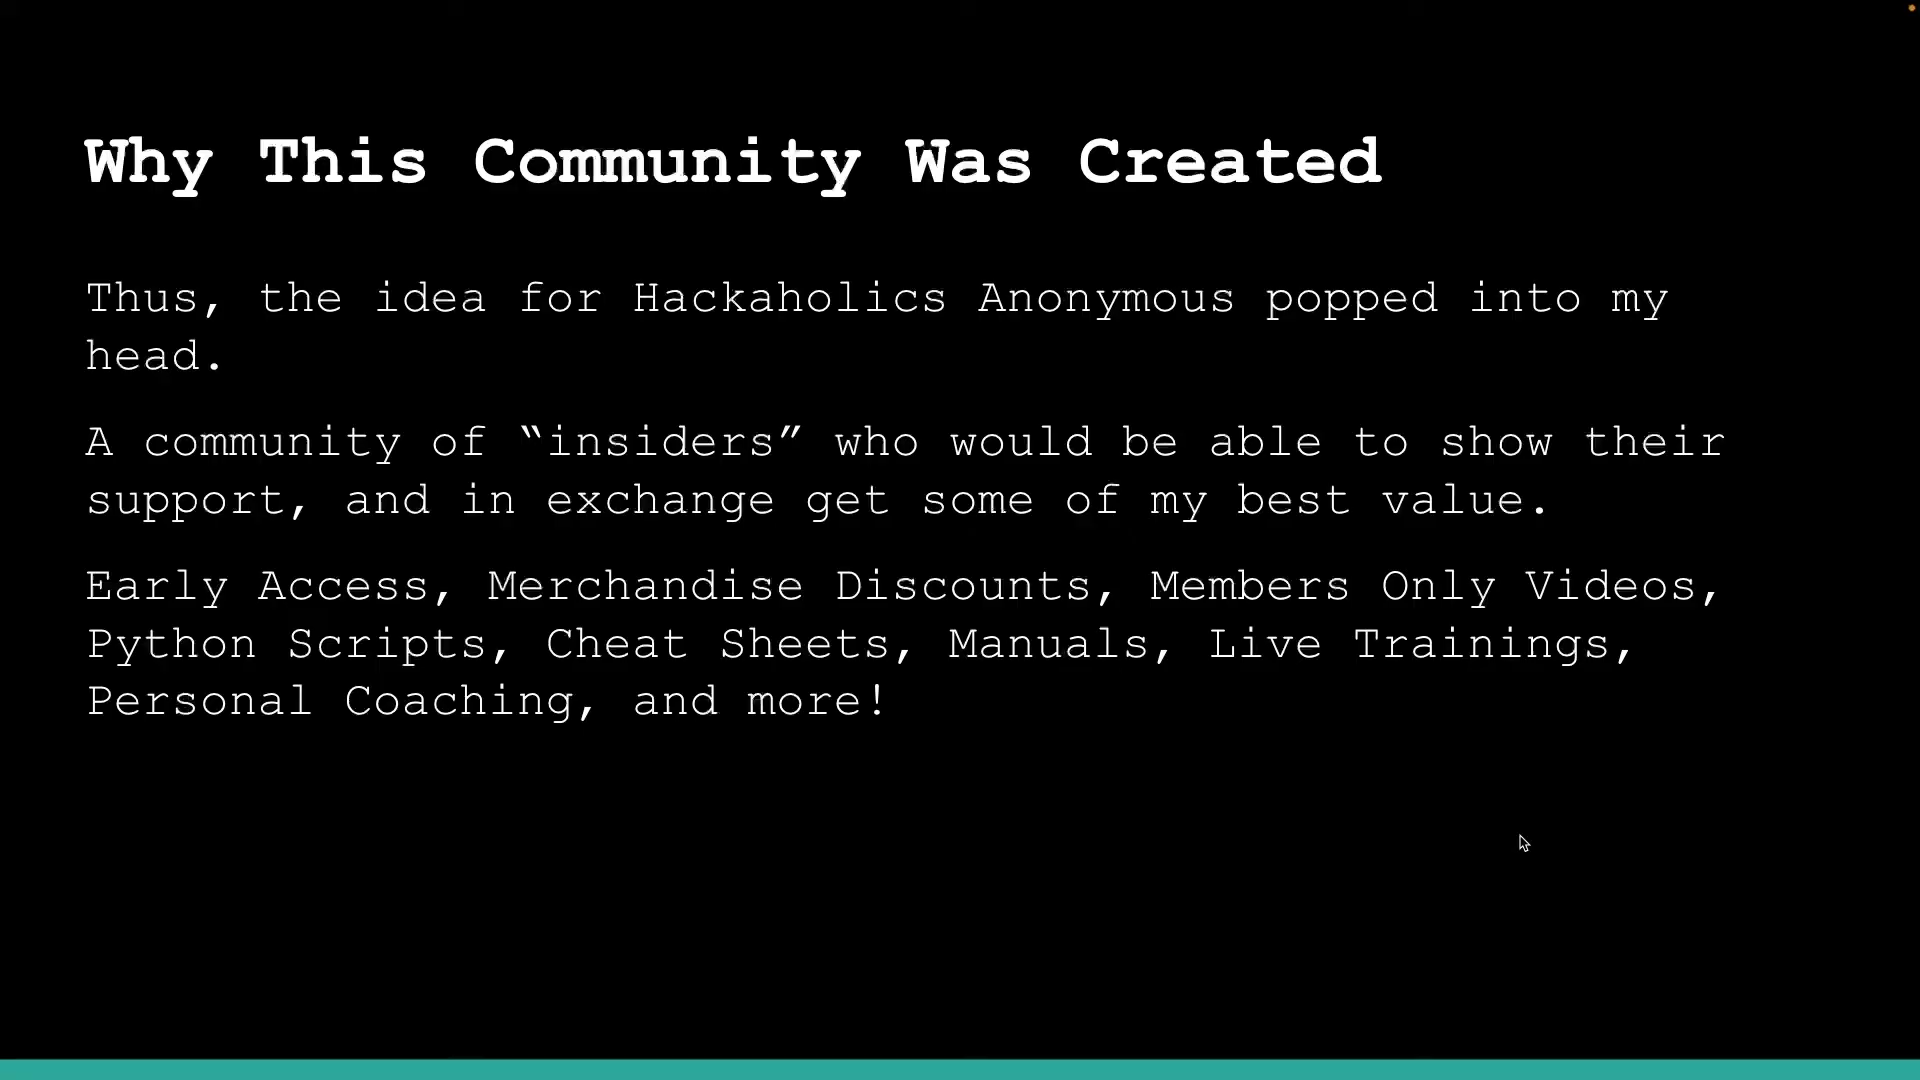 Why This Community Was Created
Thus, the idea for Hackaholics Anonymous popped into my
head.
A community of “insiders” who would be able to show their
support, and in exchange get some of my best value.
Early Access, Merchandise Discounts, Members Only Videos,
Python Scripts, Cheat Sheets, Manuals, Live Trainings,
Personal Coaching, and more!